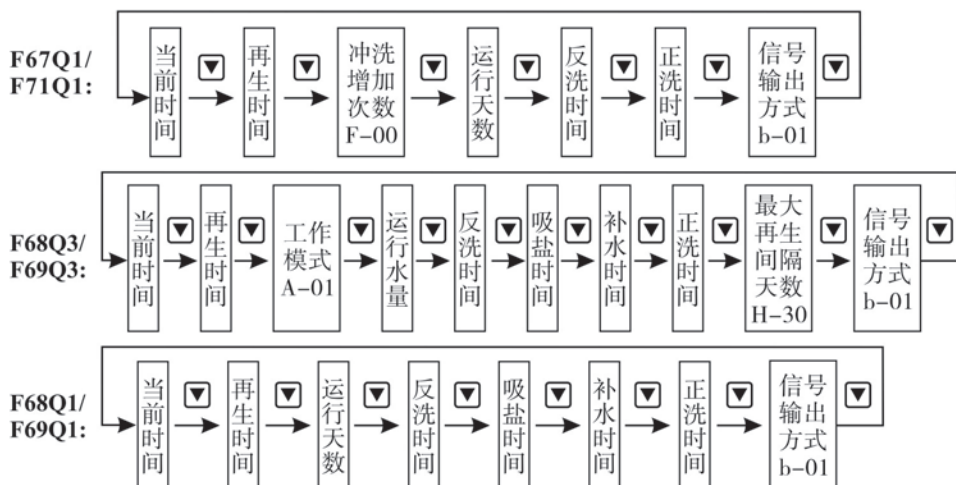 F67Q1/
F71Q1:
当前时间
再生时间
冲洗
增加
次数
F-00
运行天数
反洗时间
正洗时间
信号
输出
方式
b-01
F68Q3/
F69Q3:
当前时间
再生时间
工作
模式
A-01
运行水量
反洗时间
吸盐时间
补水时间
正洗时间
最大
再生
间隔
天数
H-30
信号
输出
方式
b-01
F68Q1/
F69Q1:
当前时间
再生时间
运行天数
反洗时间
吸盐时间
补水时间
正洗时间
信号
输出
方式
b-01